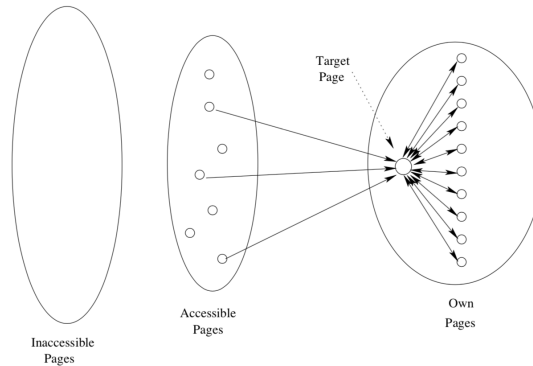 Target
Page
Accessible
Pages
Own
Pages
Inaccessible
Pages